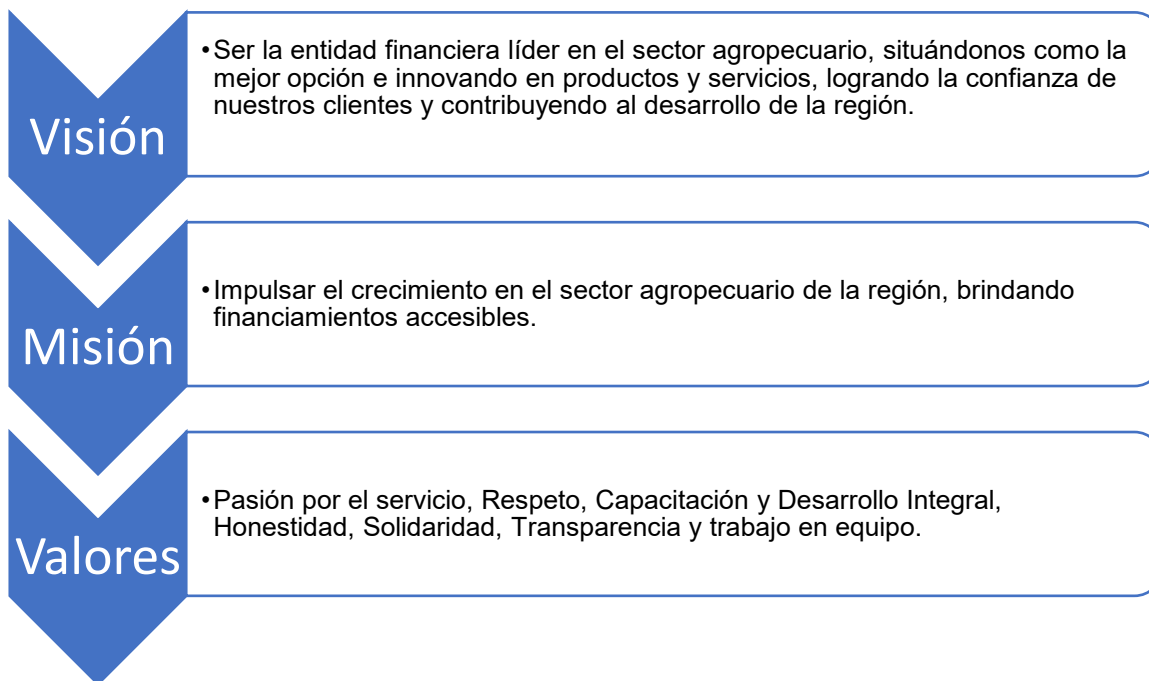 Visión
•Ser la entidad financiera líder en el sector agropecuario, situándonos como la
mejor opción e innovando en productos y servicios, logrando la confianza de
nuestros clientes y contribuyendo al desarrollo de la región.
Misión
•Impulsar el crecimiento en el sector agropecuario de la región, brindando
financiamientos accesibles.
Valores
•Pasión por el servicio, Respeto, Capacitación y Desarrollo Integral,
Honestidad, Solidaridad, Transparencia y trabajo en equipo.